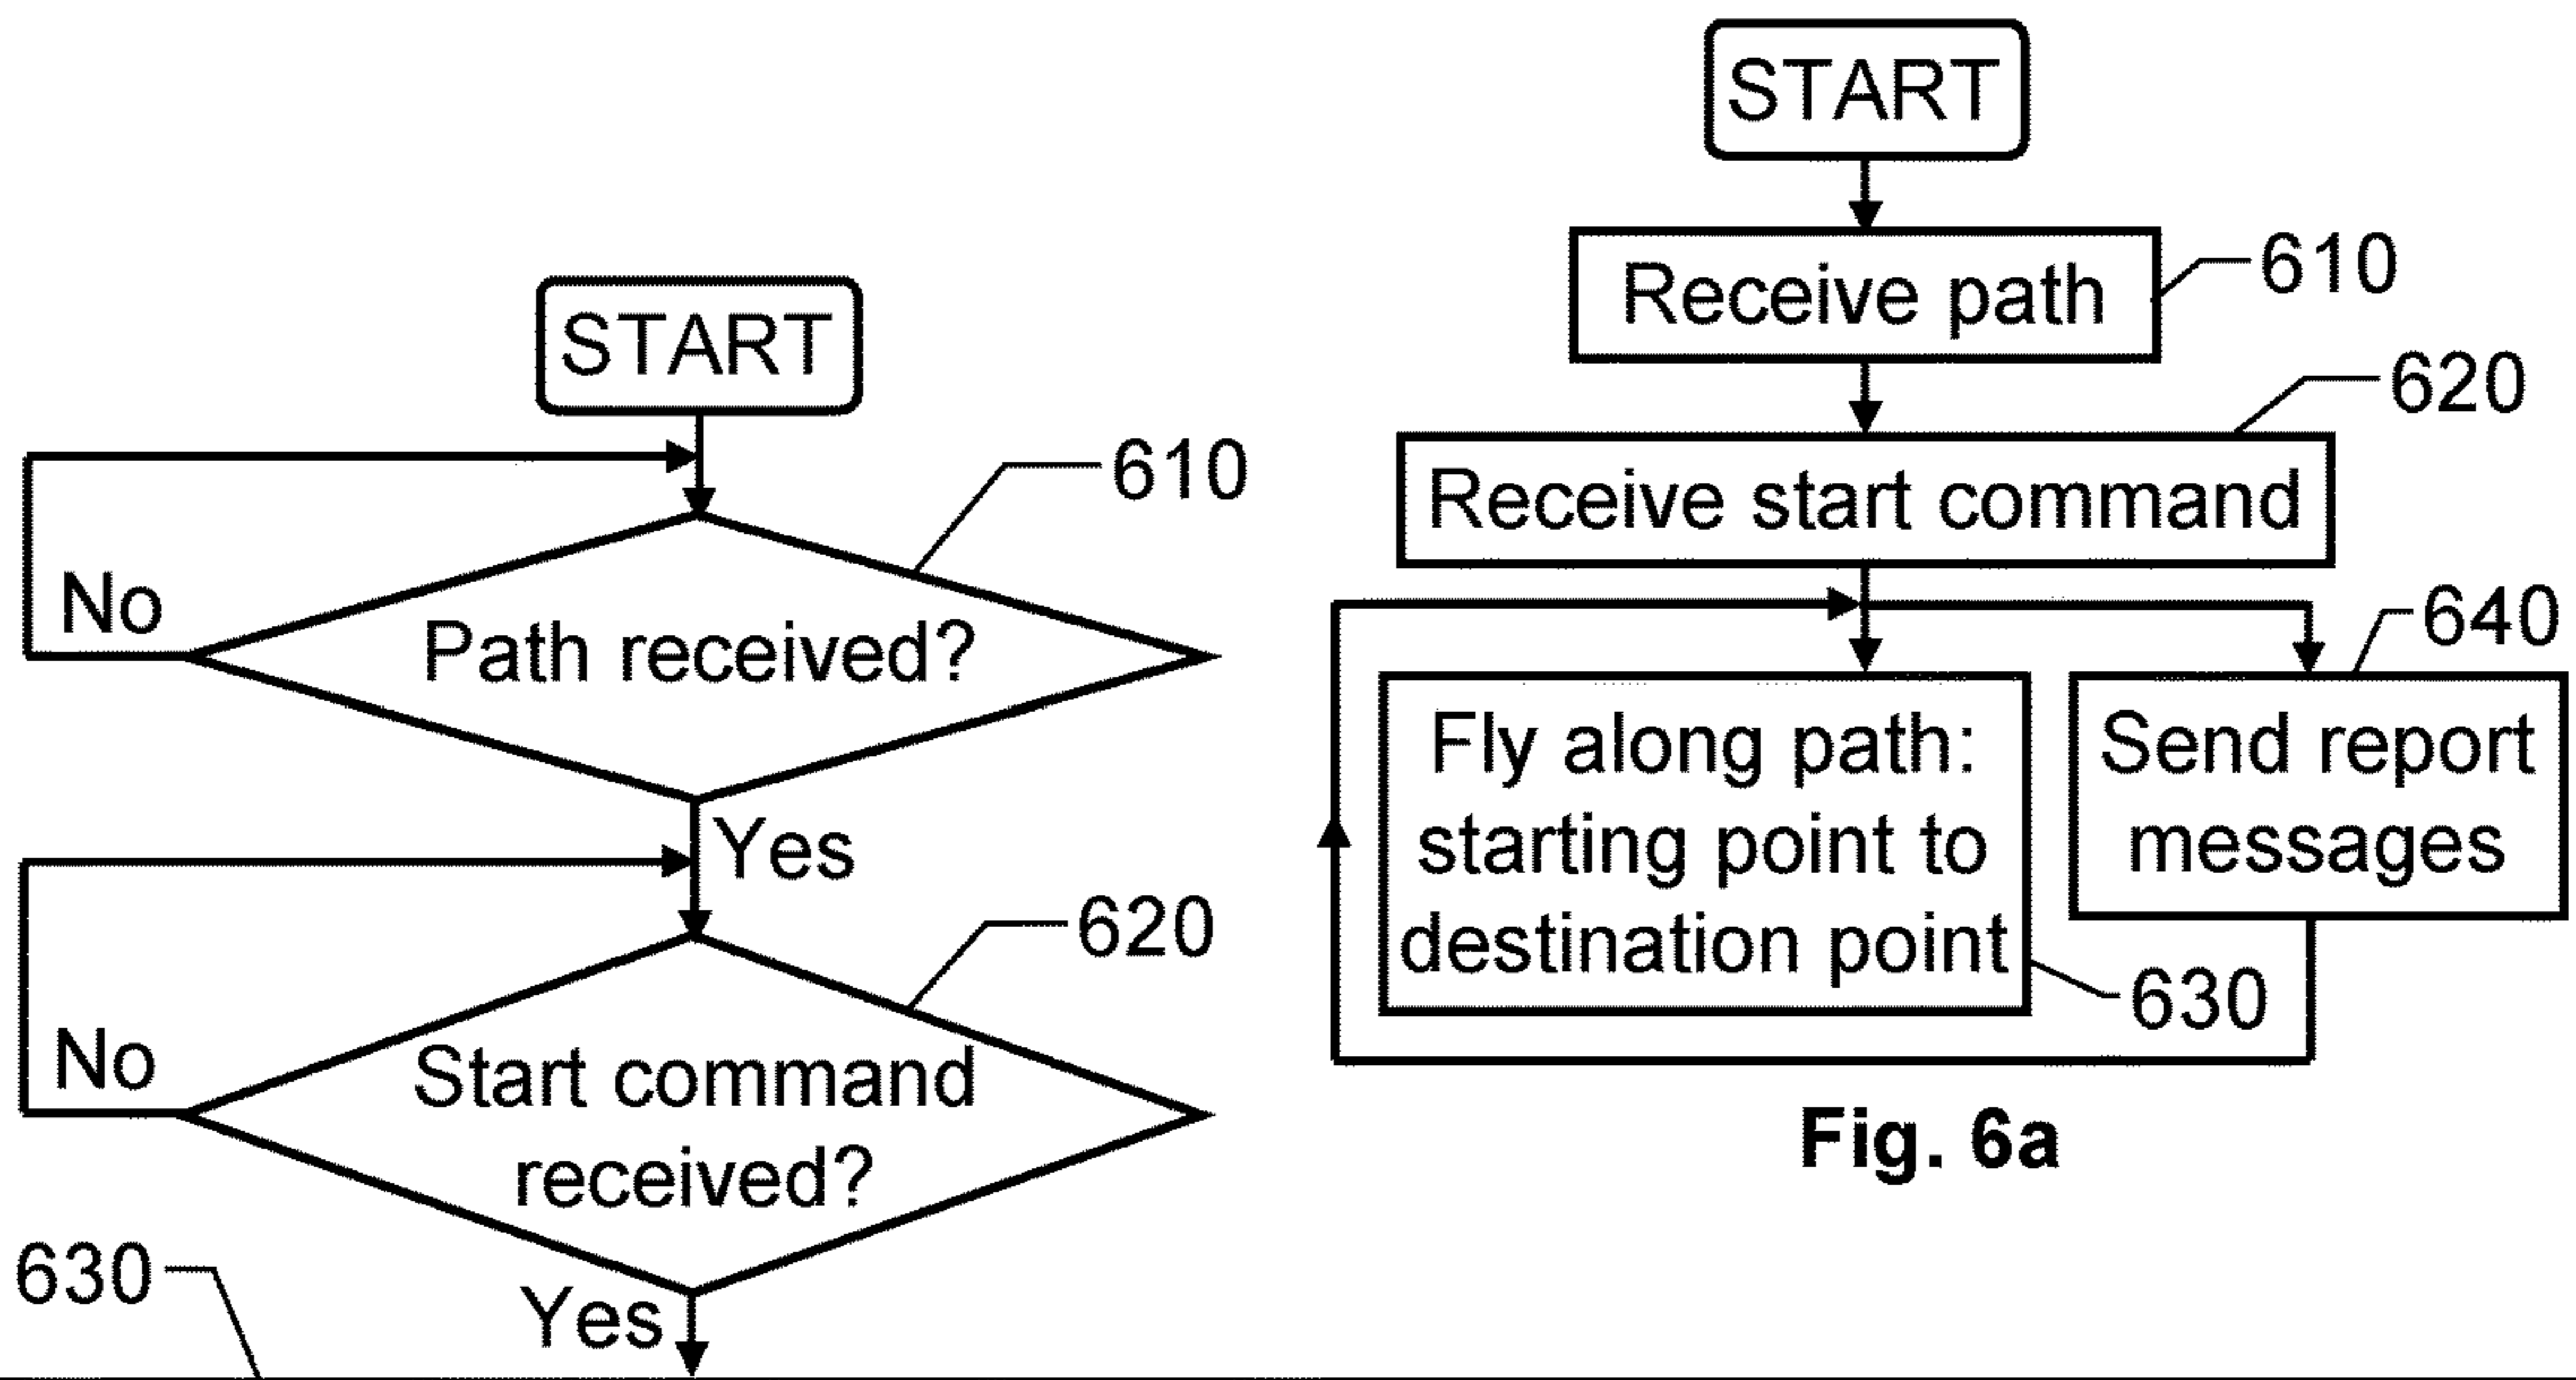 START
610
No
Path received?
Yes
620
No
Start command
received?
630
Yes
START
Receive path
610
620
Receive start command
640
Fly along path:
starting point to
destination point
630
Send report
messages
Fig. 6a